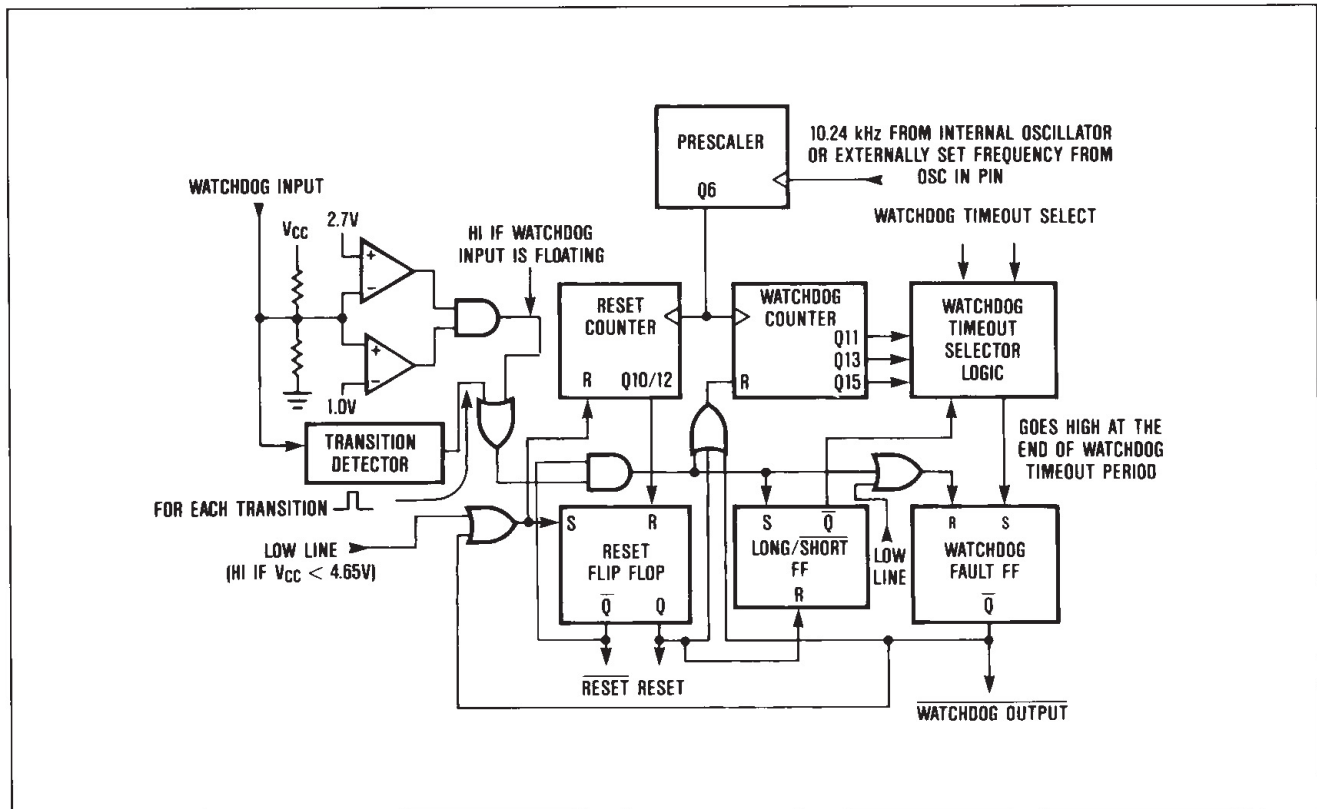 PRESCALER
Q6
10.24 kHz FROM INTERNAL OSCILLATOR
OR EXTERNALLY SET FREQUENCY FROM
OSC IN PIN
WATCHDOG INPUT
VCC
2.7V
+
−
+
−
1.0V
HI IF WATCHDOG
INPUT IS FLOATING
WATCHDOG TIMEOUT SELECT
RESET
COUNTER
R Q10/12
WATCHDOG
COUNTER
Q11
Q13
Q15
R
WATCHDOG
TIMEOUT
SELECTOR
LOGIC
TRANSITION
DETECTOR
GOES HIGH AT THE
END OF WATCHDOG
TIMEOUT PERIOD
FOR EACH TRANSITION
LOW LINE
(HI IF VCC < 4.65V)
S R
RESET
FLIP FLOP
Q̅ Q
S Q̅
LONG/S̅H̅O̅R̅T̅
FF
R
LOW
LINE
R S
WATCHDOG
FAULT FF
Q̅
R̅E̅S̅E̅T̅ RESET
W̅A̅T̅C̅H̅D̅O̅G̅ O̅U̅T̅P̅U̅T̅